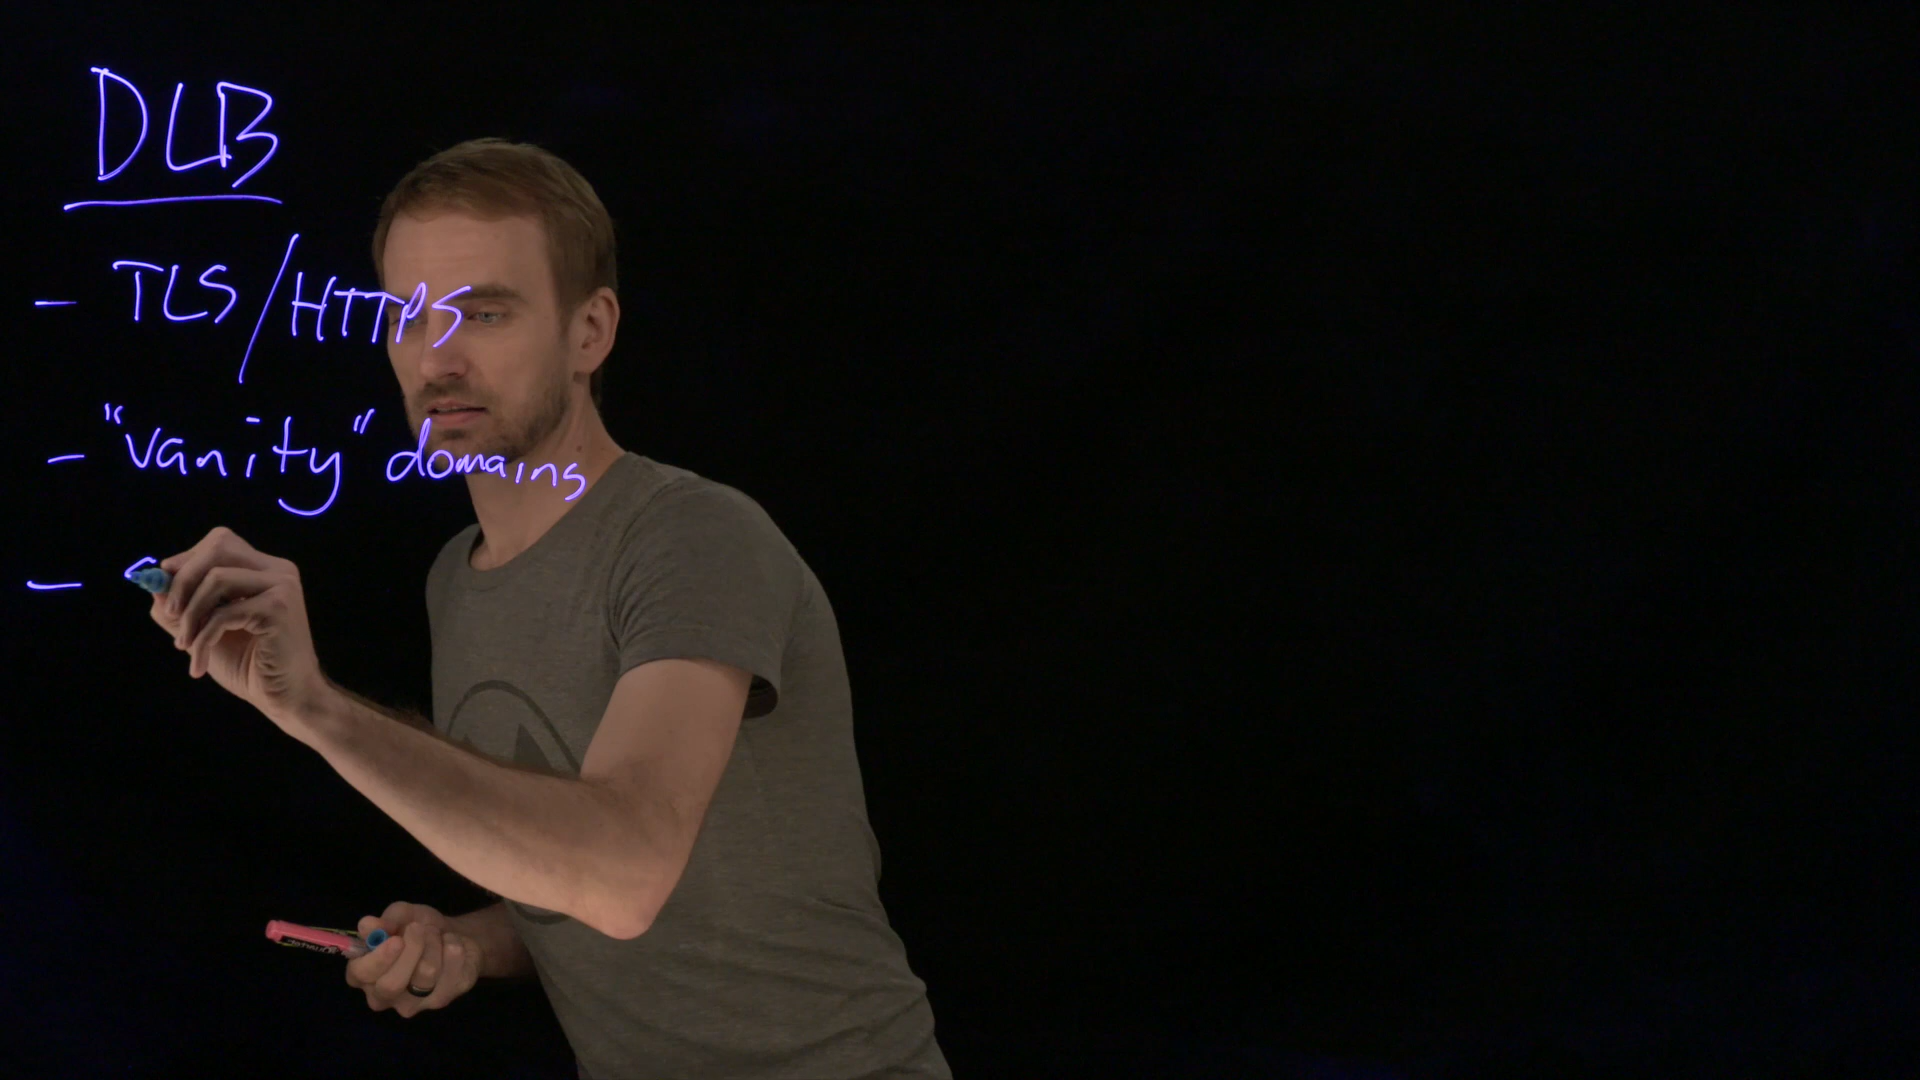 DLB
- TLS/HTTPS
- "vanity" domains
-